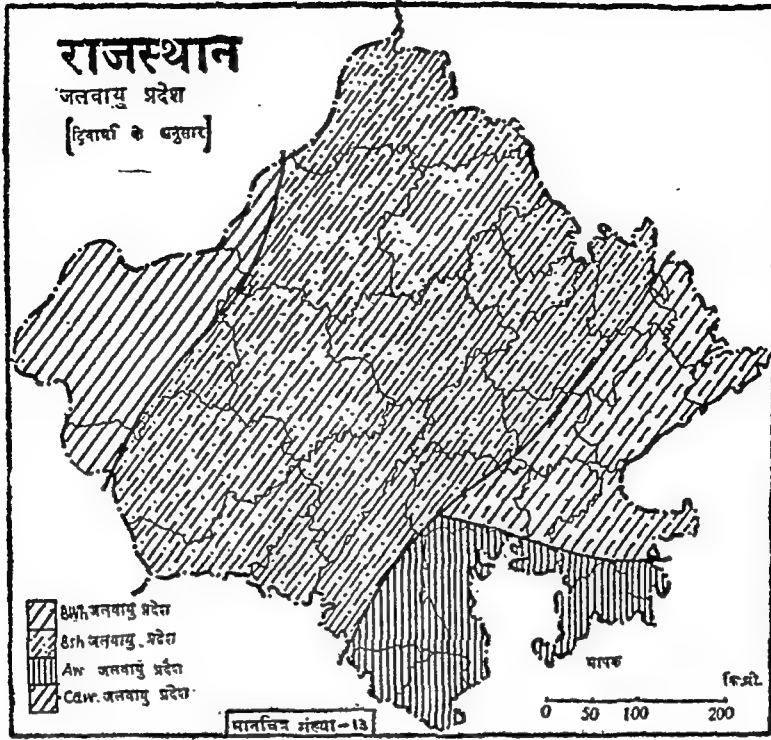 राजस्थान
जलवायु प्रदेश
[ट्रिवार्था के अनुसार]
Bwh जलवायु प्रदेश
Bsh जलवायु प्रदेश
Aw जलवायु प्रदेश
Caw. जलवायु प्रदेश
मापक
कि.मी.
0 50 100 200
मानचित्र संख्या-13